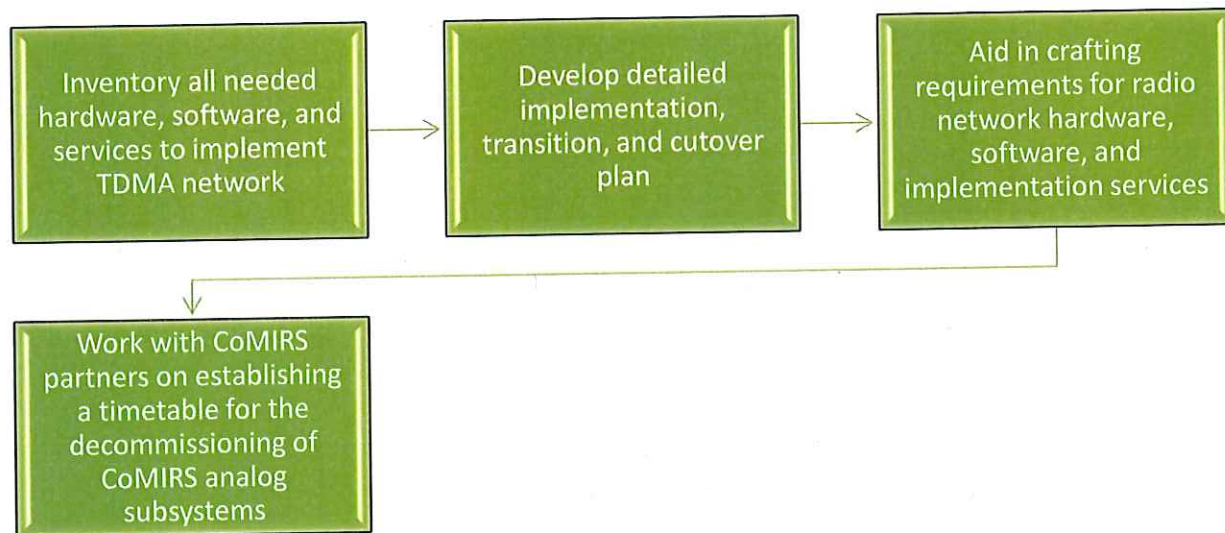 Inventory all needed
hardware, software, and
services to implement
TDMA network
Develop detailed
implementation,
transition, and cutover
plan
Aid in crafting
requirements for radio
network hardware,
software, and
implementation services
Work with CoMIRS
partners on establishing
a timetable for the
decommissioning of
CoMIRS analog
subsystems